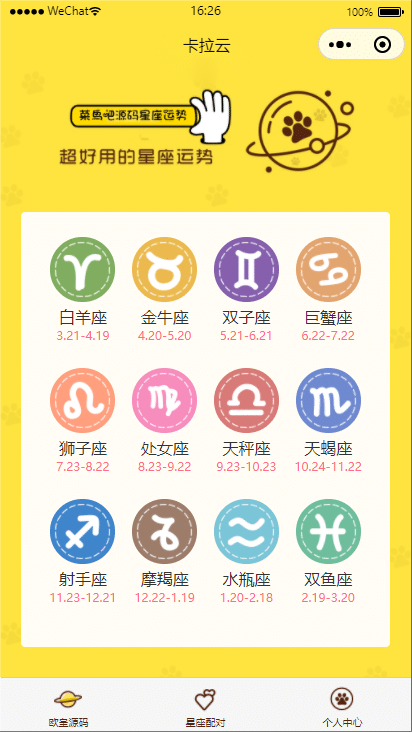 WeChat 16:26 100%
卡拉云
菜鸟吧源码星座运势
超好用的星座运势
白羊座 金牛座 双子座 巨蟹座
3.21-4.19 4.20-5.20 5.21-6.21 6.22-7.22
狮子座 处女座 天秤座 天蝎座
7.23-8.22 8.23-9.22 9.23-10.23 10.24-11.22
射手座 摩羯座 水瓶座 双鱼座
11.23-12.21 12.22-1.19 1.20-2.18 2.19-3.20
欧皇源码 星座配对 个人中心